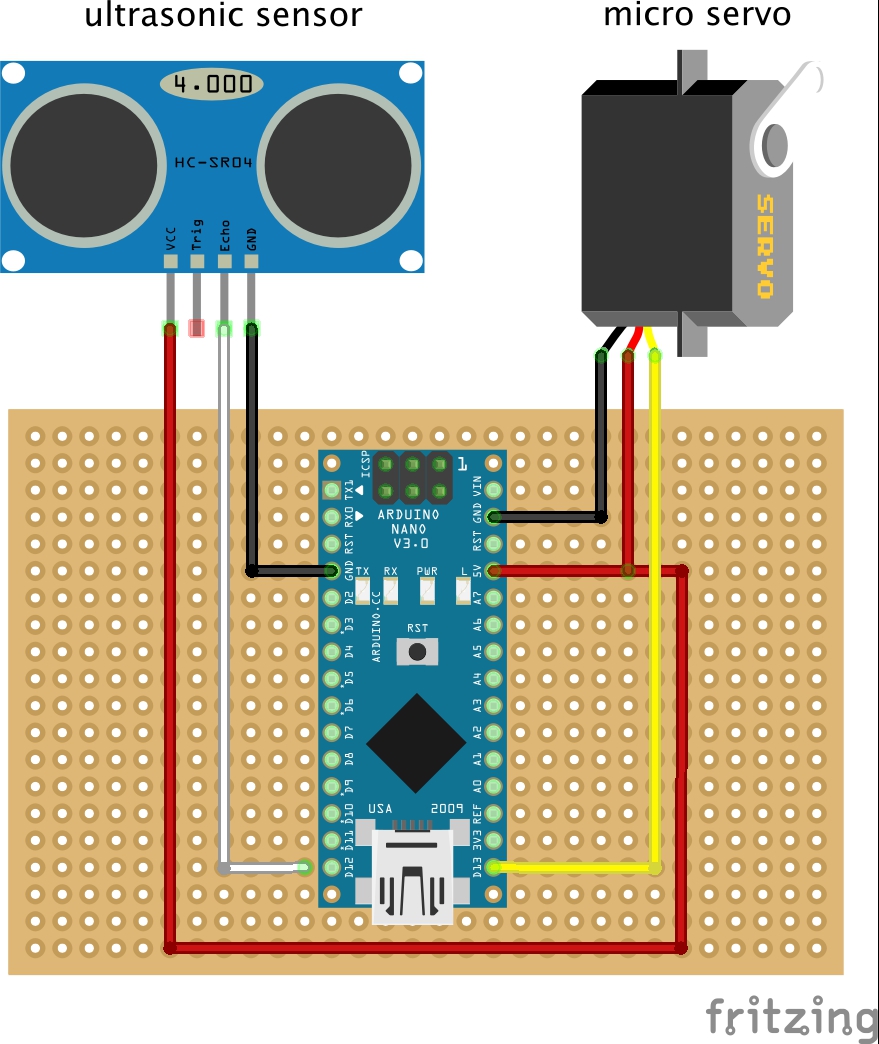 ultrasonic sensor
micro servo
4.000
HC-SR04
VCC
Trig
Echo
GND
SERVO
ICSP
1
ARDUINO
NANO
V3.0
TX1
RX0
RST
GND
D2
D3
D4
D5
D6
D7
D8
D9
D10
D11
D12
VIN
GND
RST
5V
A7
A6
A5
A4
A3
A2
A1
A0
REF
3V3
D13
TX
RX
PWR
L
ARDUINO.CC
RST
USA
2009
fritzing